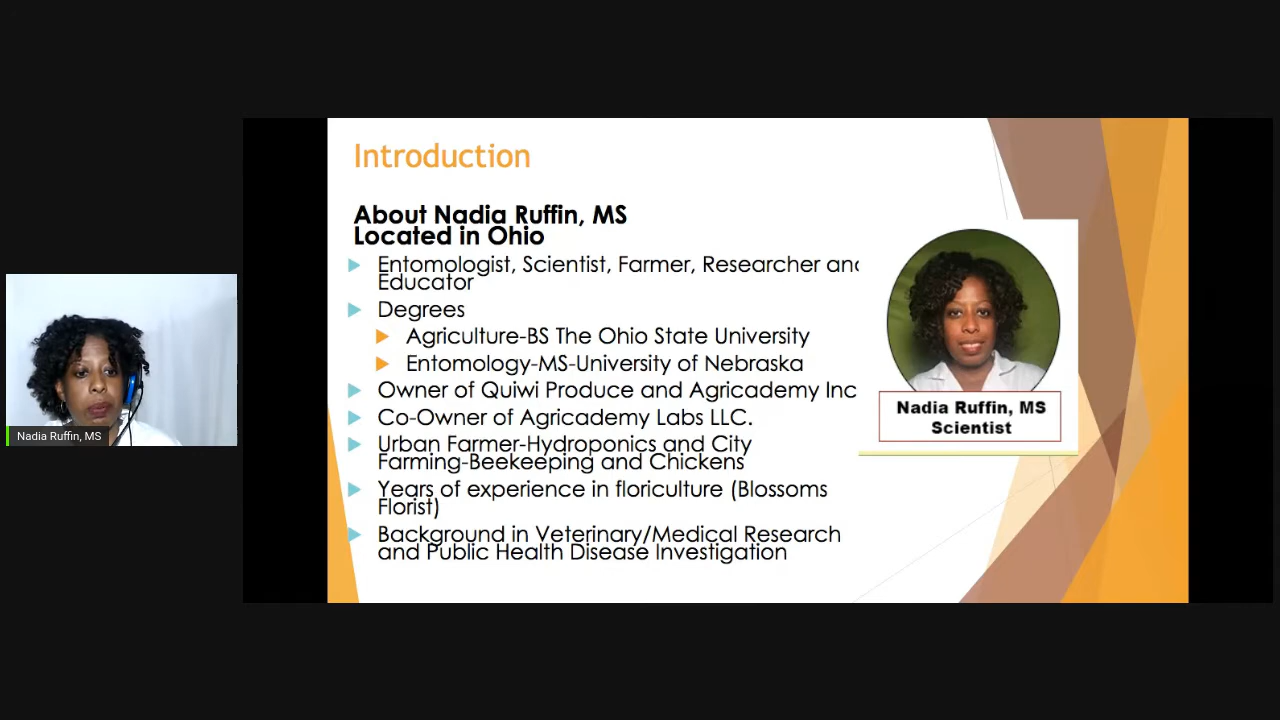 Introduction
About Nadia Ruffin, MS
Located in Ohio
Entomologist, Scientist, Farmer, Researcher and
Educator
Degrees
Agriculture-BS The Ohio State University
Entomology-MS-University of Nebraska
Owner of Quiwi Produce and Agricademy Inc
Co-Owner of Agricademy Labs LLC.
Urban Farmer-Hydroponics and City
Farming-Beekeeping and Chickens
Years of experience in floriculture (Blossoms
Florist)
Background in Veterinary/Medical Research
and Public Health Disease Investigation
Nadia Ruffin, MS
Scientist
Nadia Ruffin, MS